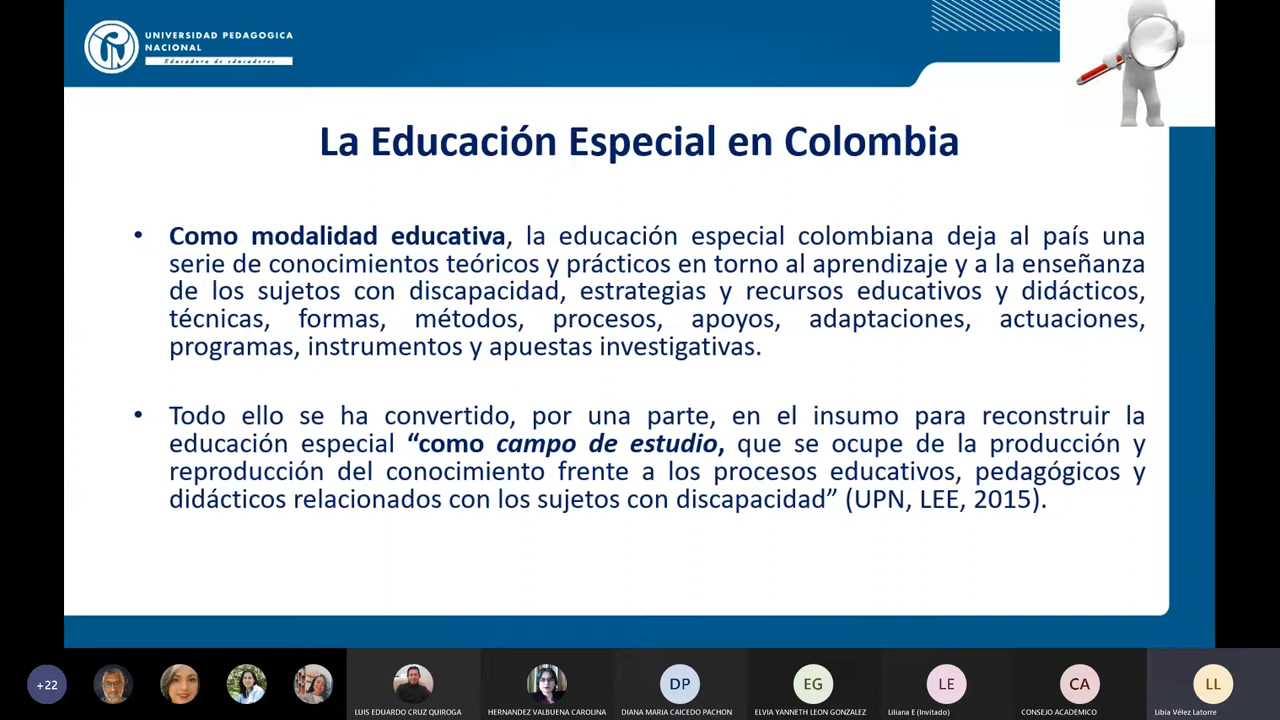 UNIVERSIDAD PEDAGOGICA
NACIONAL
Educadora de educadores
La Educación Especial en Colombia
• Como modalidad educativa, la educación especial colombiana deja al país una
serie de conocimientos teóricos y prácticos en torno al aprendizaje y a la enseñanza
de los sujetos con discapacidad, estrategias y recursos educativos y didácticos,
técnicas, formas, métodos, procesos, apoyos, adaptaciones, actuaciones,
programas, instrumentos y apuestas investigativas.
• Todo ello se ha convertido, por una parte, en el insumo para reconstruir la
educación especial “como campo de estudio, que se ocupe de la producción y
reproducción del conocimiento frente a los procesos educativos, pedagógicos y
didácticos relacionados con los sujetos con discapacidad” (UPN, LEE, 2015).
+22
DP
EG
LE
CA
LL
LUIS EDUARDO CRUZ QUIROGA
HERNANDEZ VALBUENA CAROLINA
DIANA MARIA CAICEDO PACHON
ELVIA YANNETH LEON GONZALEZ
Liliana E (Invitado)
CONSEJO ACADEMICO
Libia Vélez Latorre